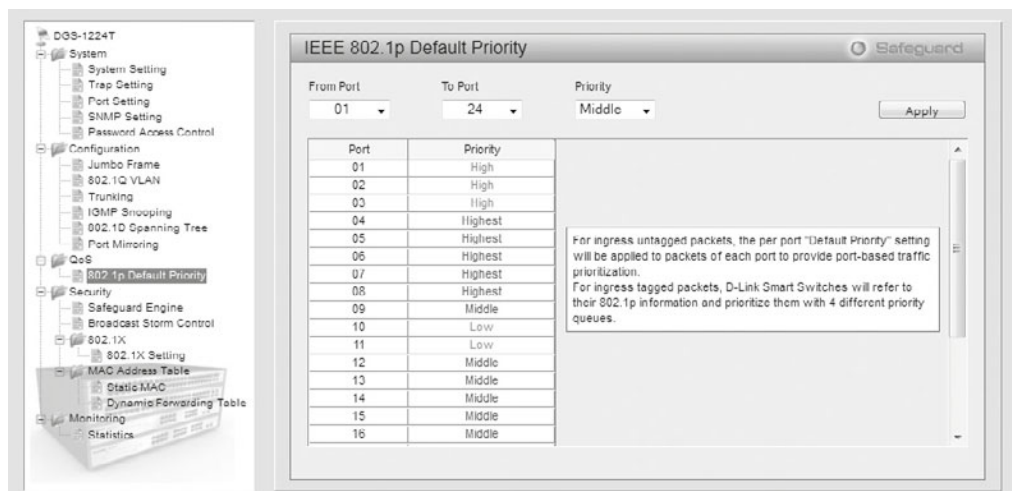 DGS-1224T
System
System Setting
Trap Setting
Port Setting
SNMP Setting
Password Access Control
Configuration
Jumbo Frame
802.1Q VLAN
Trunking
IGMP Snooping
802.1D Spanning Tree
Port Mirroring
QoS
802.1p Default Priority
Security
Safeguard Engine
Broadcast Storm Control
802.1X
802.1X Setting
MAC Address Table
Static MAC
Dynamic Forwarding Table
Monitoring
Statistics
IEEE 802.1p Default Priority
Safeguard
From Port To Port Priority
01 24 Middle Apply
Port Priority
01 High
02 High
03 High
04 Highest
05 Highest
06 Highest
07 Highest
08 Highest
09 Middle
10 Low
11 Low
12 Middle
13 Middle
14 Middle
15 Middle
16 Middle
For ingress untagged packets, the per port "Default Priority" setting
will be applied to packets of each port to provide port-based traffic
prioritization.
For ingress tagged packets, D-Link Smart Switches will refer to
their 802.1p information and prioritize them with 4 different priority
queues.